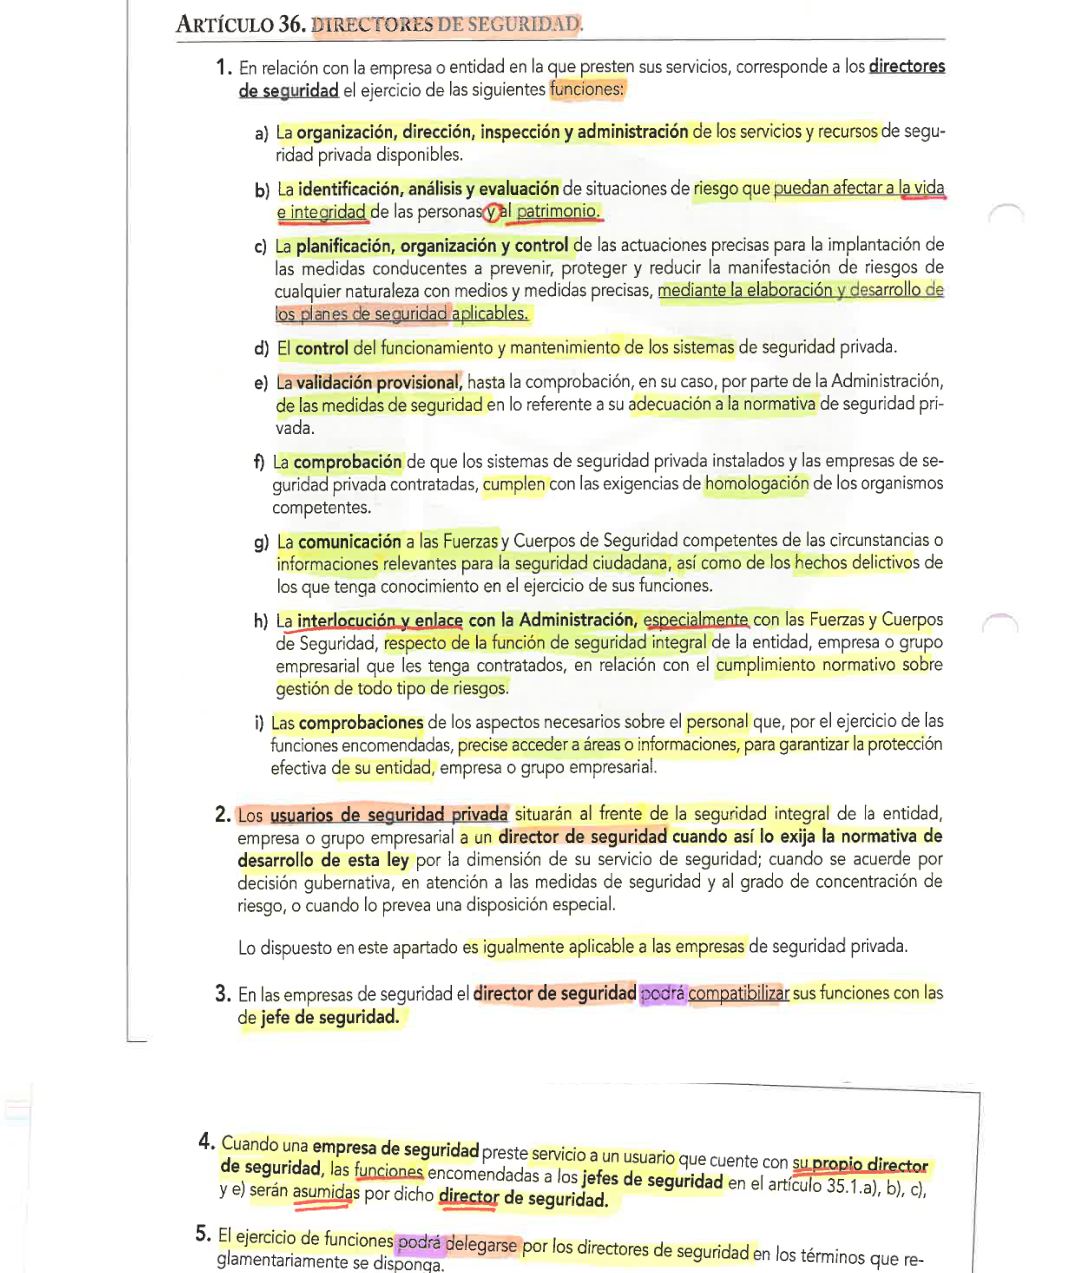 ARTÍCULO 36. DIRECTORES DE SEGURIDAD.
1. En relación con la empresa o entidad en la que presten sus servicios, corresponde a los directores
de seguridad el ejercicio de las siguientes funciones:
a) La organización, dirección, inspección y administración de los servicios y recursos de segu-
ridad privada disponibles.
b) La identificación, análisis y evaluación de situaciones de riesgo que puedan afectar a la vida
e integridad de las personas y al patrimonio.
c) La planificación, organización y control de las actuaciones precisas para la implantación de
las medidas conducentes a prevenir, proteger y reducir la manifestación de riesgos de
cualquier naturaleza con medios y medidas precisas, mediante la elaboración y desarrollo de
los planes de seguridad aplicables.
d) El control del funcionamiento y mantenimiento de los sistemas de seguridad privada.
e) La validación provisional, hasta la comprobación, en su caso, por parte de la Administración,
de las medidas de seguridad en lo referente a su adecuación a la normativa de seguridad pri-
vada.
f) La comprobación de que los sistemas de seguridad privada instalados y las empresas de se-
guridad privada contratadas, cumplen con las exigencias de homologación de los organismos
competentes.
g) La comunicación a las Fuerzas y Cuerpos de Seguridad competentes de las circunstancias o
informaciones relevantes para la seguridad ciudadana, así como de los hechos delictivos de
los que tenga conocimiento en el ejercicio de sus funciones.
h) La interlocución y enlace con la Administración, especialmente con las Fuerzas y Cuerpos
de Seguridad, respecto de la función de seguridad integral de la entidad, empresa o grupo
empresarial que les tenga contratados, en relación con el cumplimiento normativo sobre
gestión de todo tipo de riesgos.
i) Las comprobaciones de los aspectos necesarios sobre el personal que, por el ejercicio de las
funciones encomendadas, precise acceder a áreas o informaciones, para garantizar la protección
efectiva de su entidad, empresa o grupo empresarial.
2. Los usuarios de seguridad privada situarán al frente de la seguridad integral de la entidad,
empresa o grupo empresarial a un director de seguridad cuando así lo exija la normativa de
desarrollo de esta ley por la dimensión de su servicio de seguridad; cuando se acuerde por
decisión gubernativa, en atención a las medidas de seguridad y al grado de concentración de
riesgo, o cuando lo prevea una disposición especial.
Lo dispuesto en este apartado es igualmente aplicable a las empresas de seguridad privada.
3. En las empresas de seguridad el director de seguridad podrá compatibilizar sus funciones con las
de jefe de seguridad.
4. Cuando una empresa de seguridad preste servicio a un usuario que cuente con su propio director
de seguridad, las funciones encomendadas a los jefes de seguridad en el artículo 35.1.a), b), c),
y e) serán asumidas por dicho director de seguridad.
5. El ejercicio de funciones podrá delegarse por los directores de seguridad en los términos que re-
glamentariamente se disponga.